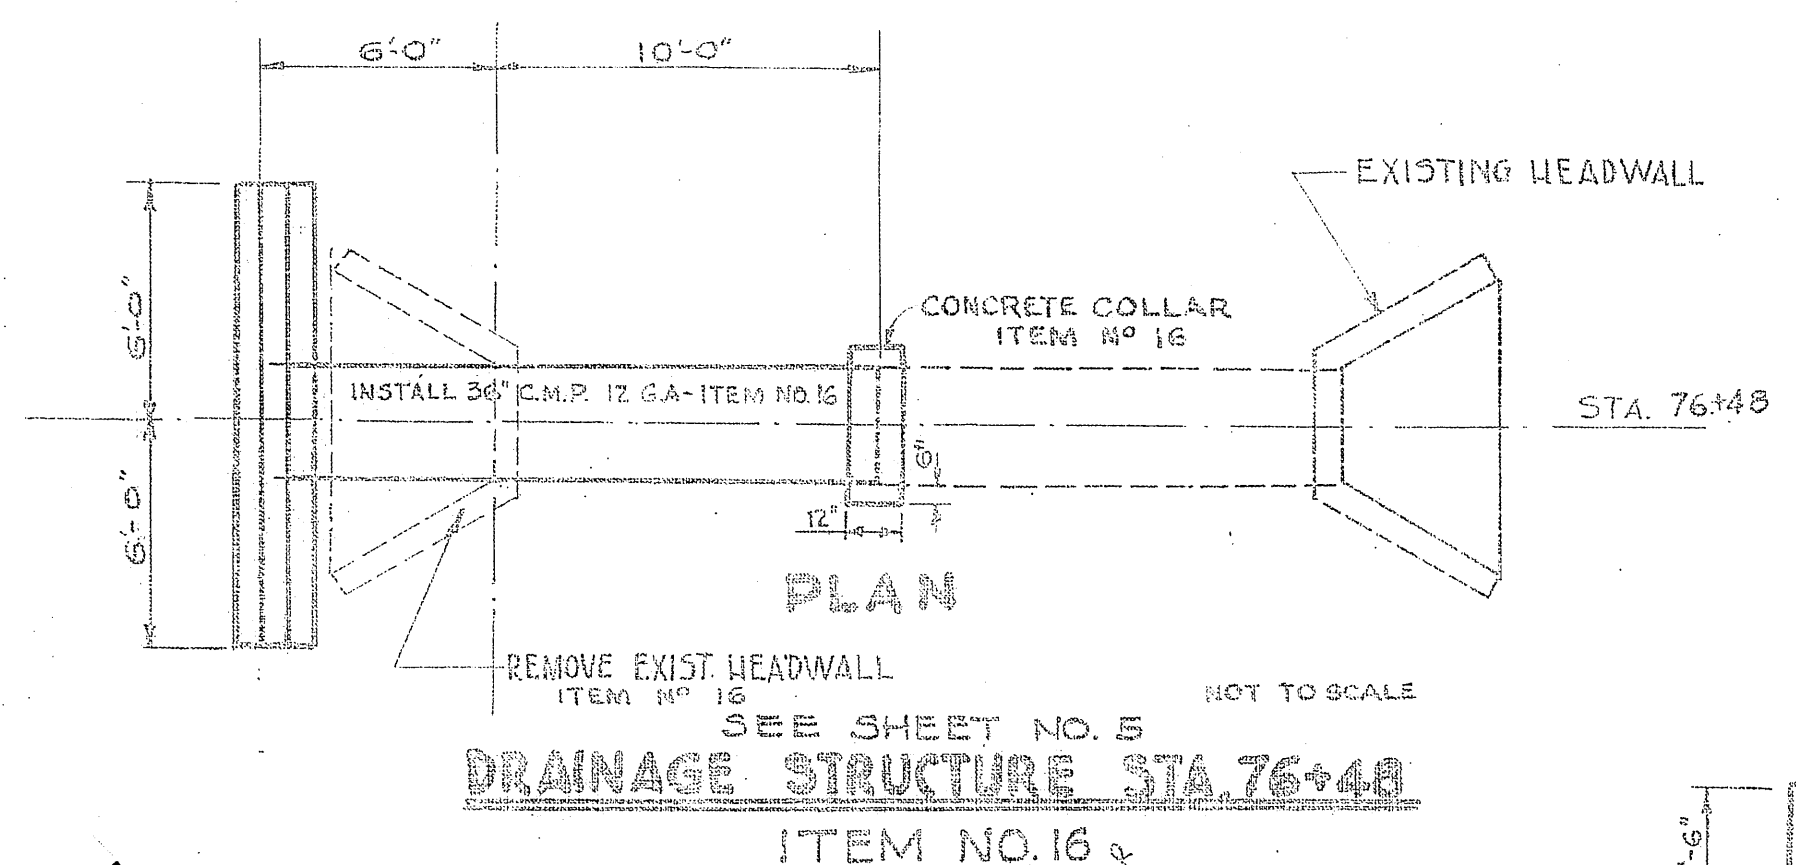 6'-0"
10'-0"
EXISTING HEADWALL
6'-0"
CONCRETE COLLAR
ITEM Nº 16
INSTALL 36" C.M.P. 12 GA-ITEM NO. 16
STA. 76+48
6"
6'-0"
12"
PLAN
REMOVE EXIST. HEADWALL
ITEM Nº 16
NOT TO SCALE
SEE SHEET NO. 5
DRAINAGE STRUCTURE STA. 76+48
ITEM NO. 16